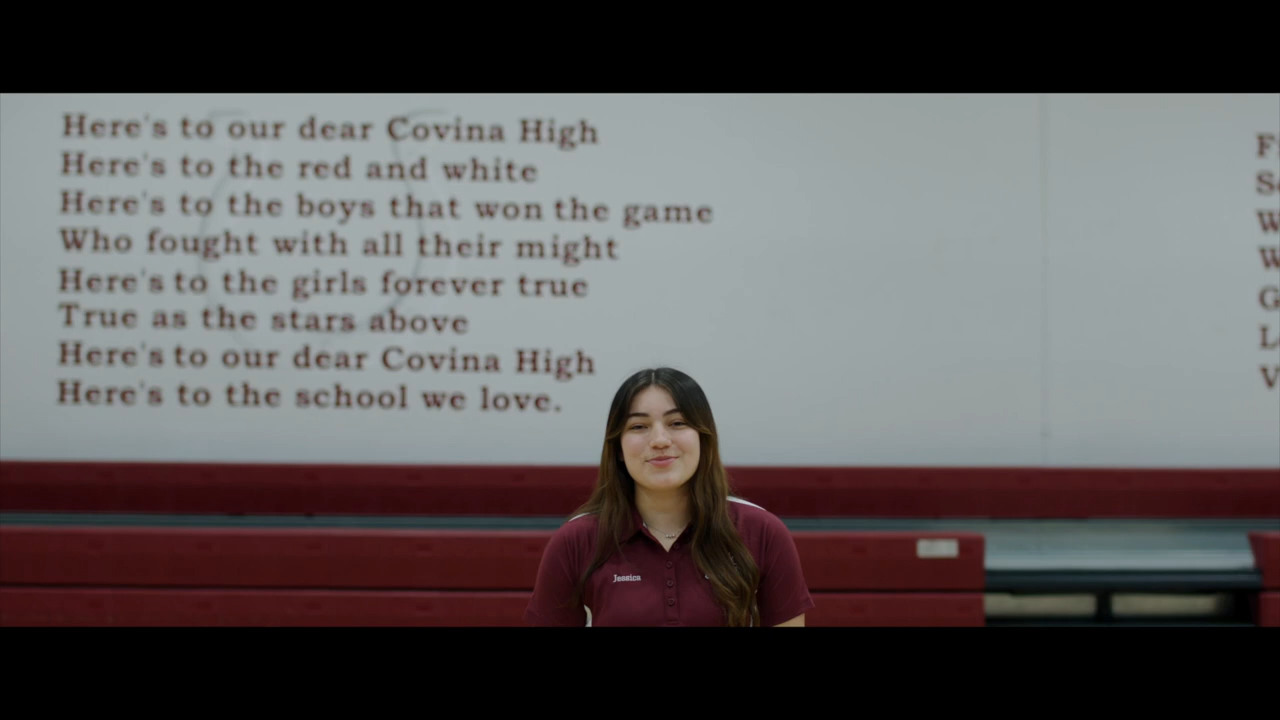 Here's to our dear Covina High
Here's to the red and white
Here's to the boys that won the game
Who fought with all their might
Here's to the girls forever true
True as the stars above
Here's to our dear Covina High
Here's to the school we love.
Jessica